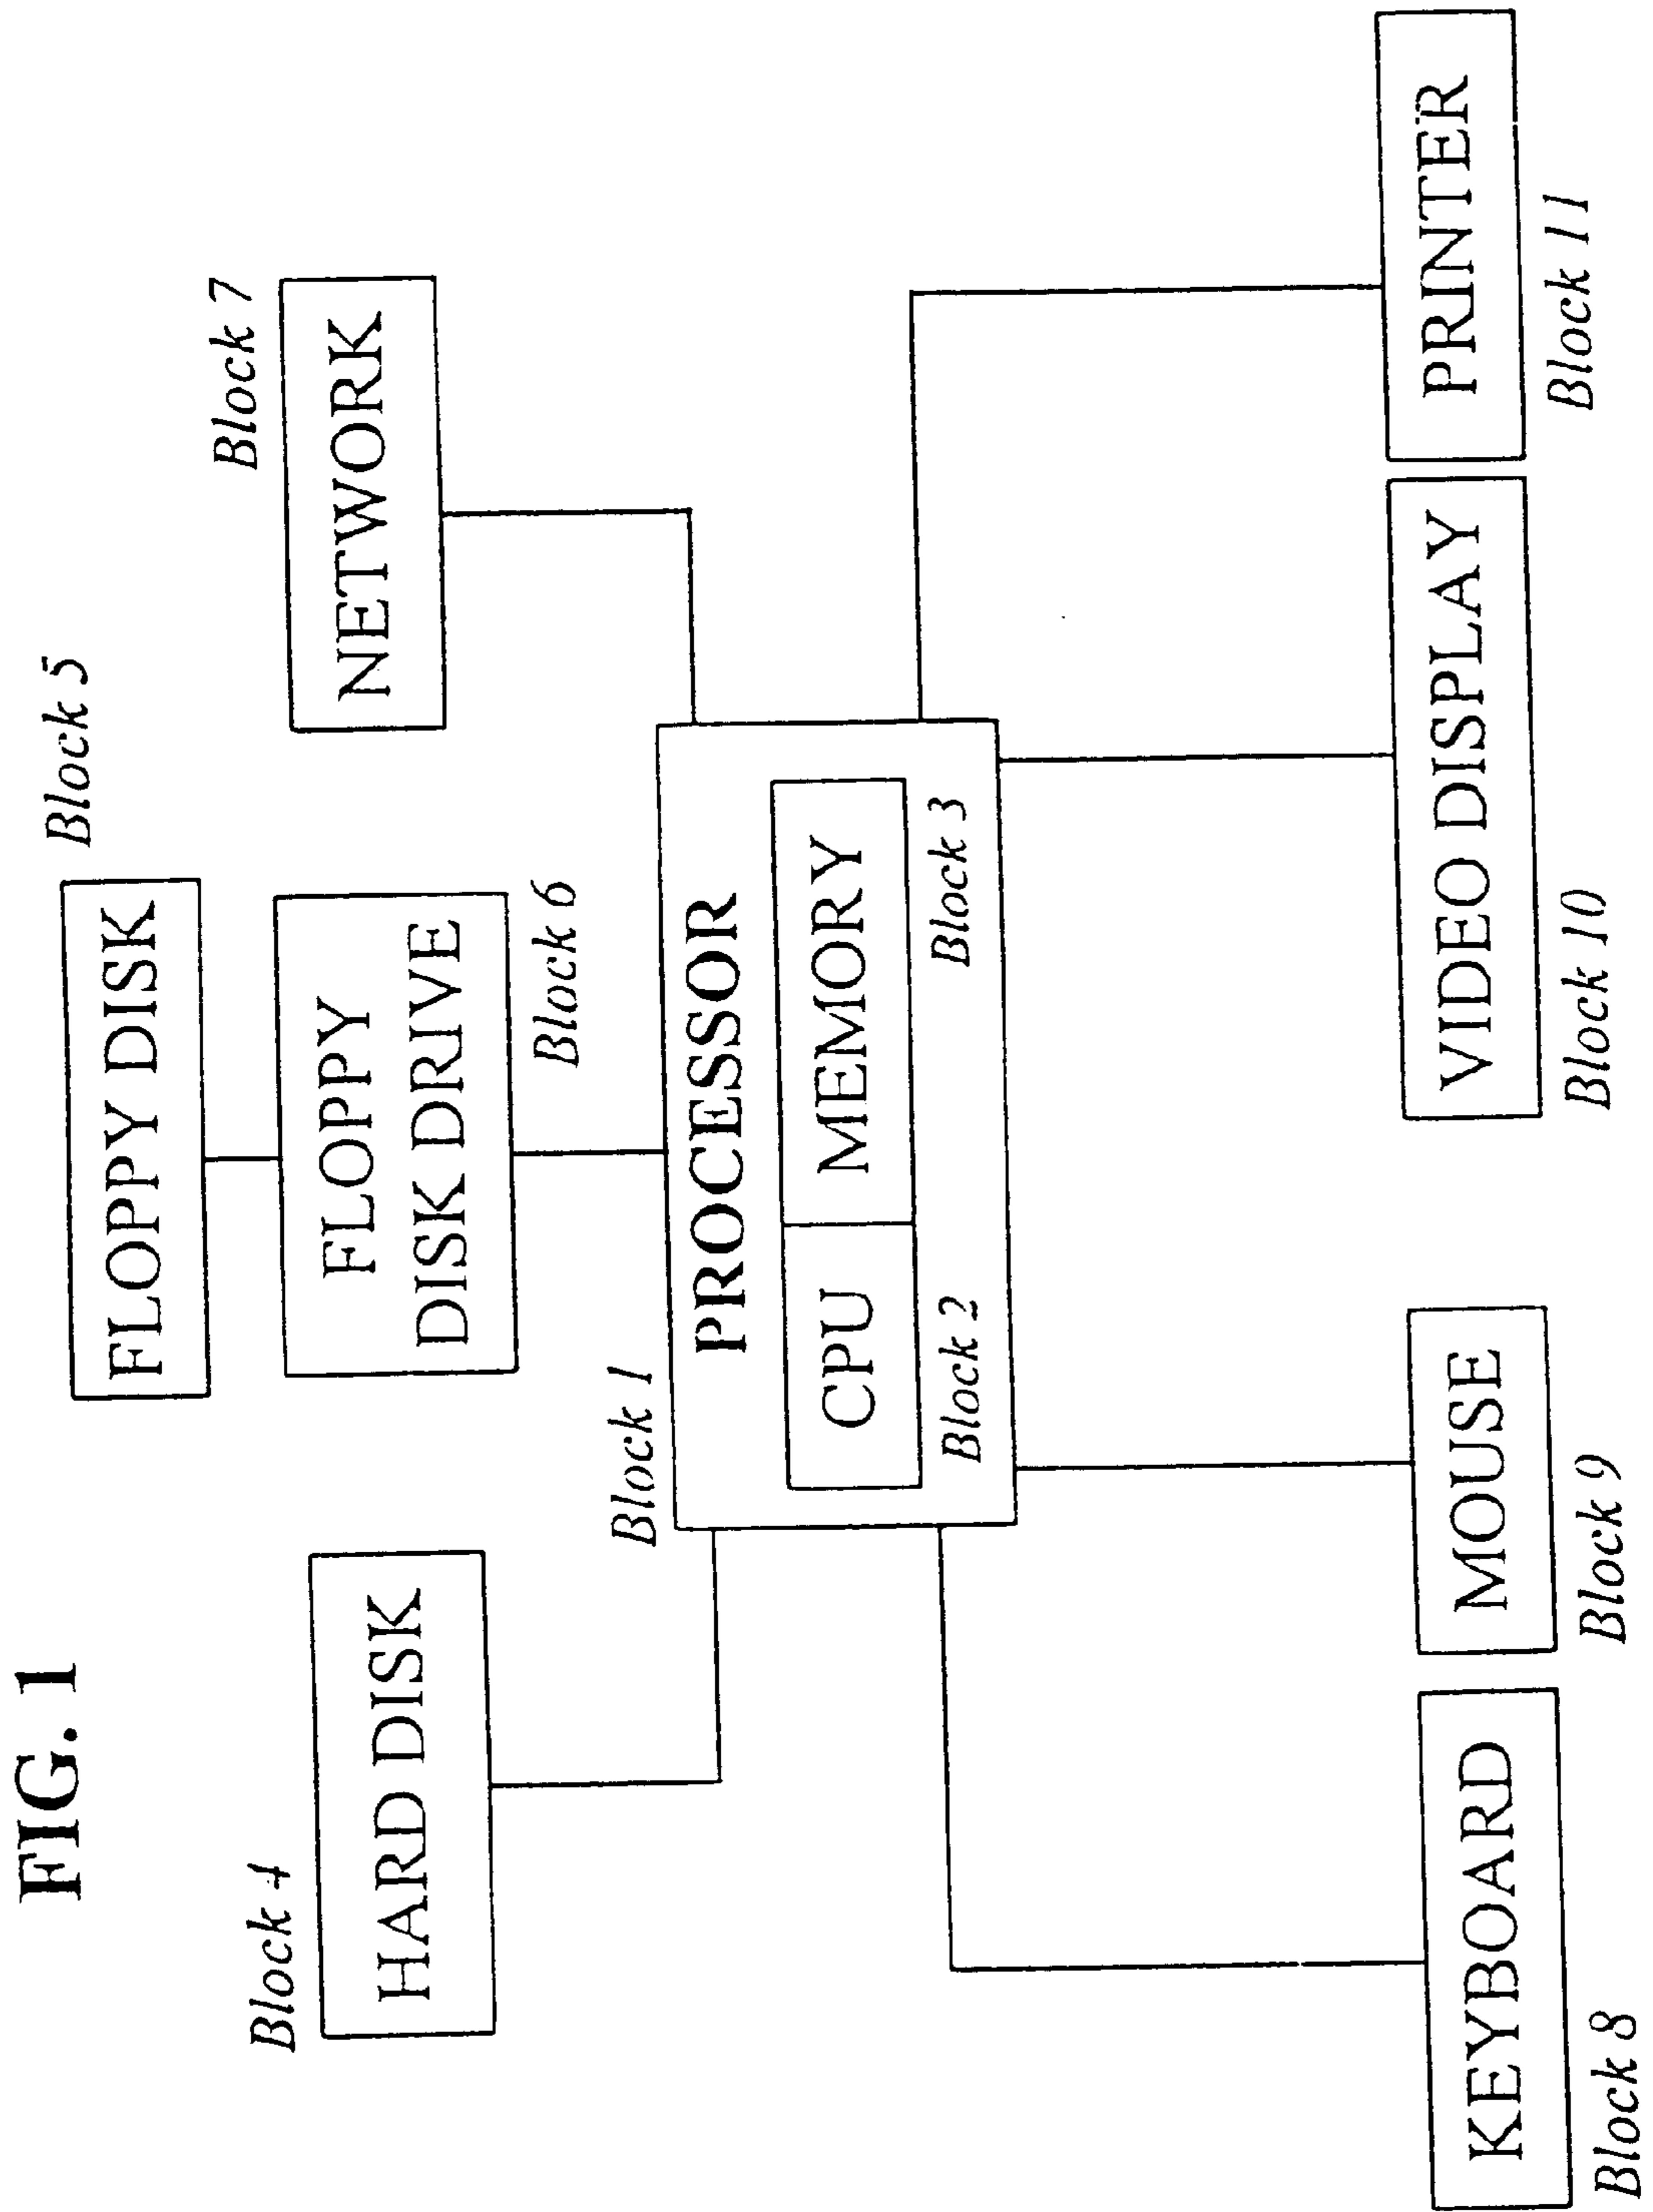 FIG. 1
Block 5
FLOPPY DISK
Block 4
HARD DISK
FLOPPY
DISK DRIVE
Block 6
Block 7
NETWORK
Block 1
PROCESSOR
CPU
MEMORY
Block 2
Block 3
KEYBOARD
MOUSE
VIDEO DISPLAY
PRINTER
Block 8
Block 9
Block 10
Block 11